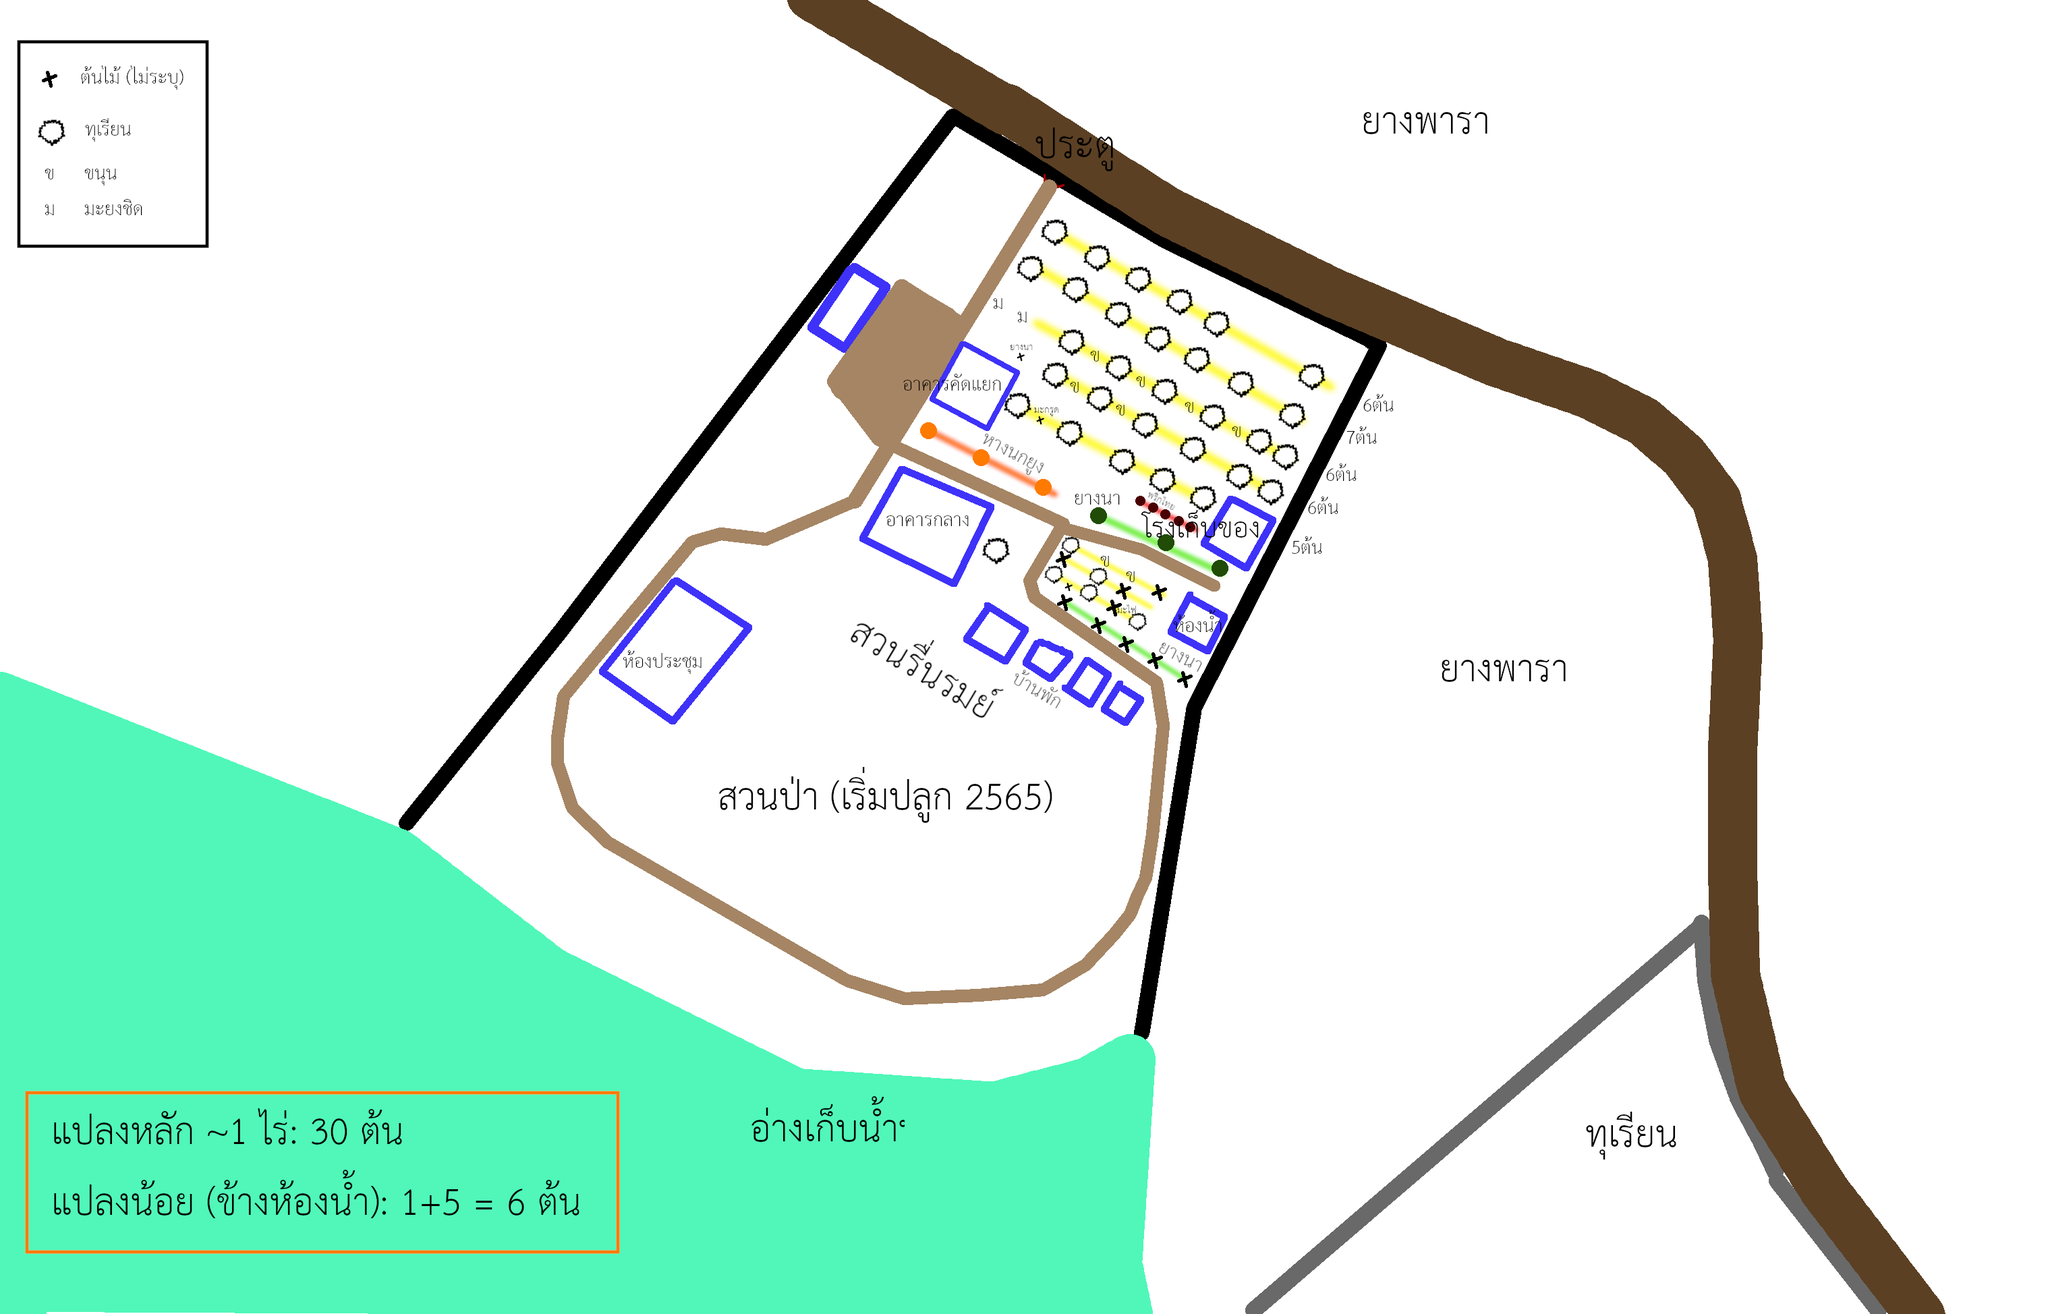 ต้นไม้ (ไม่ระบุ)
ทุเรียน
ข ขนุน
ม มะยงชิด
ประตู
ยางพารา
ม
ม
ยางนา
อาคารคัดแยก
มะกรูด
ข
ข
ข
ข
ข
ข
6ต้น
7ต้น
6ต้น
6ต้น
5ต้น
หางนกยูง
ยางนา
พริกไทย
โรงเก็บของ
อาคารกลาง
ข
ข
มะไฟ
ห้องน้ำ
ยางนา
ห้องประชุม
สวนรื่นรมย์
บ้านพัก
ยางพารา
สวนป่า (เริ่มปลูก 2565)
อ่างเก็บน้ำฯ
ทุเรียน
แปลงหลัก ~1 ไร่: 30 ต้น
แปลงน้อย (ข้างห้องน้ำ): 1+5 = 6 ต้น